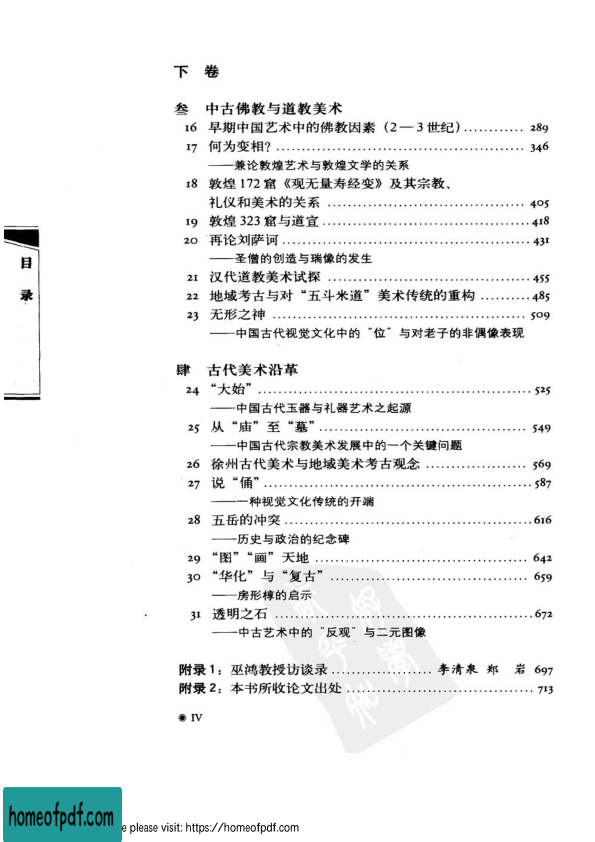 下 卷
叁 中古佛教与道教美术
16 早期中国艺术中的佛教因素(2—3世纪)............ 289
17 何为变相? ............ 346
——兼论敦煌艺术与敦煌文学的关系
18 敦煌172窟《观无量寿经变》及其宗教、
礼仪和美术的关系 ............ 405
19 敦煌323窟与道宣 ............ 418
20 再论刘萨诃 ............ 431
——圣僧的创造与瑞像的发生
目
21 汉代道教美术试探 ............ 455
录
22 地域考古与对“五斗米道”美术传统的重构 ............ 485
23 无形之神 ............ 509
——中国古代视觉文化中的“位”与对老子的非偶像表现
肆 古代美术沿革
24 “大始” ............ 525
——中国古代玉器与礼器艺术之起源
25 从“庙”至“墓” ............ 549
——中国古代宗教美术发展中的一个关键问题
26 徐州古代美术与地域美术考古观念 ............ 569
27 说“俑” ............ 587
——一种视觉文化传统的开端
28 五岳的冲突 ............ 616
——历史与政治的纪念碑
29 “图”“画”天地 ............ 642
30 “华化”与“复古” ............ 659
——房形椁的启示
31 透明之石 ............ 672
——中古艺术中的“反观”与二元图像
附录1:巫鸿教授访谈录 ............ 李清泉 郑 岩 697
附录2:本书所收论文出处 ............ 713
◉ IV
homeofpdf.com
e please visit: https://homeofpdf.com